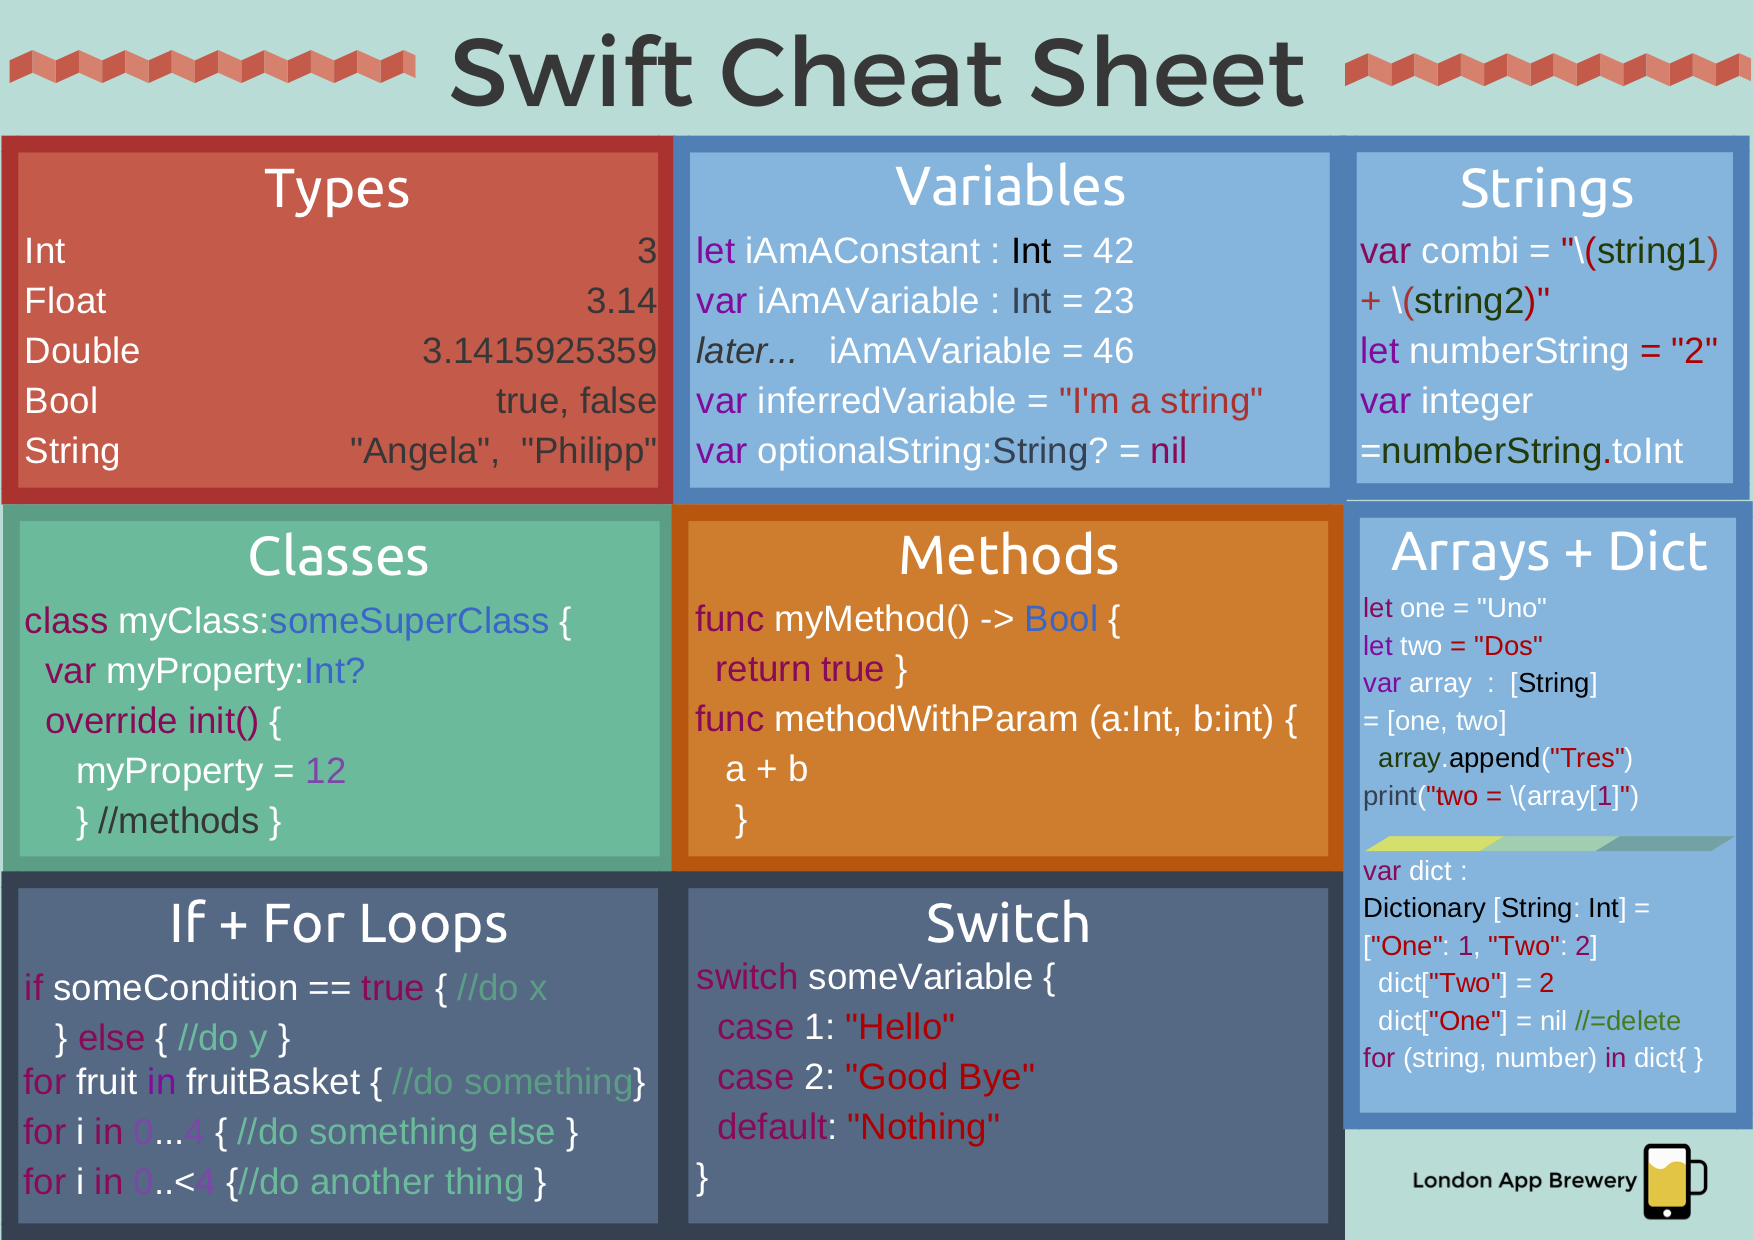 Swift Cheat Sheet
Types
Int 3
Float 3.14
Double 3.1415925359
Bool true, false
String "Angela", "Philipp"
Variables
let iAmAConstant : Int = 42
var iAmAVariable : Int = 23
later... iAmAVariable = 46
var inferredVariable = "I'm a string"
var optionalString:String? = nil
Strings
var combi = "\(string1)
+ \(string2)"
let numberString = "2"
var integer
=numberString.toInt
Classes
class myClass:someSuperClass {
var myProperty:Int?
override init() {
myProperty = 12
} //methods }
Methods
func myMethod() -> Bool {
return true }
func methodWithParam (a:Int, b:int) {
a + b
}
Arrays + Dict
let one = "Uno"
let two = "Dos"
var array : [String]
= [one, two]
array.append("Tres")
print("two = \(array[1]")
var dict :
Dictionary [String: Int] =
["One": 1, "Two": 2]
dict["Two"] = 2
dict["One"] = nil //=delete
for (string, number) in dict{ }
If + For Loops
if someCondition == true { //do x
} else { //do y }
for fruit in fruitBasket { //do something}
for i in 0...4 { //do something else }
for i in 0..<4 {//do another thing }
Switch
switch someVariable {
case 1: "Hello"
case 2: "Good Bye"
default: "Nothing"
}
London App Brewery